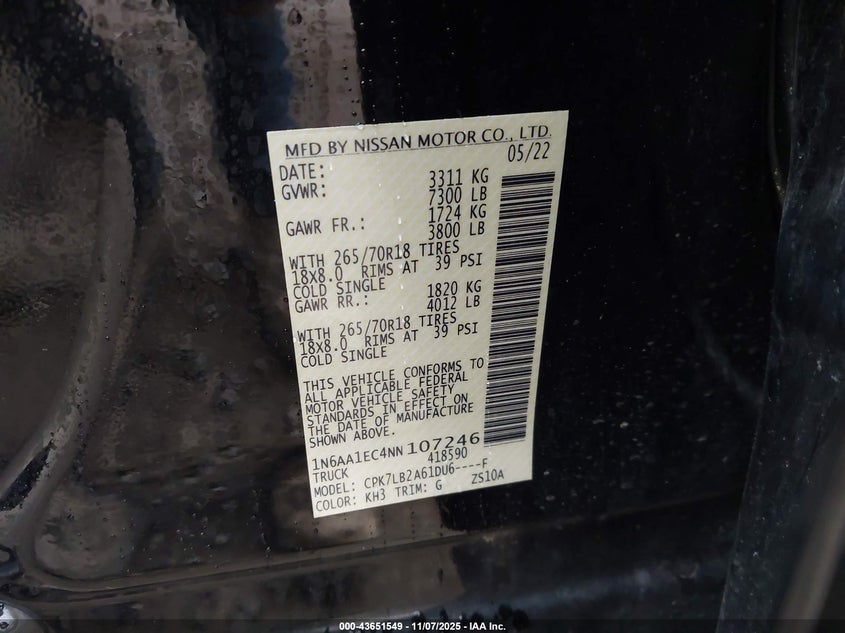 MFD BY NISSAN MOTOR CO., LTD.
DATE: 05/22
GVWR: 3311 KG
7300 LB
GAWR FR.: 1724 KG
3800 LB
WITH 265/70R18 TIRES
18X8.0 RIMS AT 39 PSI
COLD SINGLE
GAWR RR.: 1820 KG
4012 LB
WITH 265/70R18 TIRES
18X8.0 RIMS AT 39 PSI
COLD SINGLE
THIS VEHICLE CONFORMS TO
ALL APPLICABLE FEDERAL
MOTOR VEHICLE SAFETY
STANDARDS IN EFFECT ON
THE DATE OF MANUFACTURE
SHOWN ABOVE.
1N6AA1EC4NN107246
TRUCK 418590
MODEL: CPK7LB2A61DU6----F
COLOR: KH3 TRIM: G ZS10A
000-43651549 - 11/07/2025 - IAA Inc.